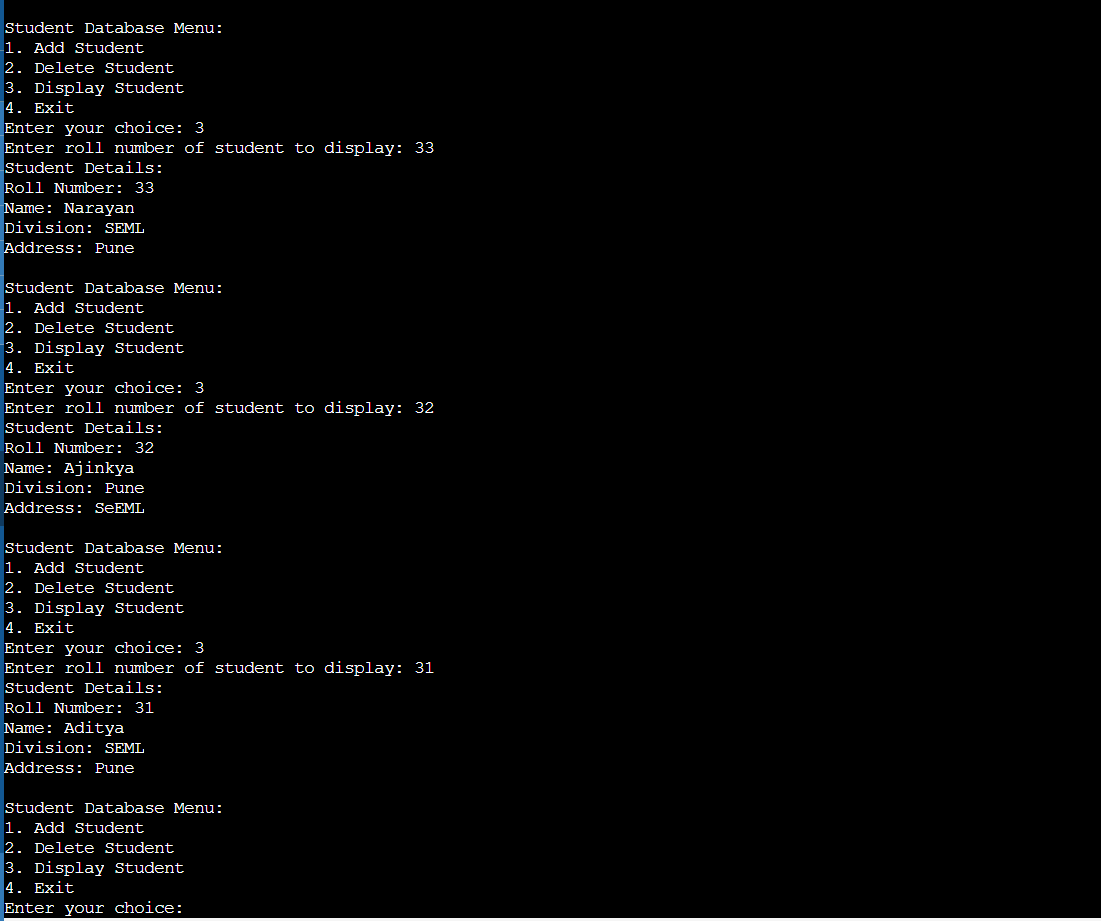 Student Database Menu:
1. Add Student
2. Delete Student
3. Display Student
4. Exit
Enter your choice: 3
Enter roll number of student to display: 33
Student Details:
Roll Number: 33
Name: Narayan
Division: SEML
Address: Pune
Student Database Menu:
1. Add Student
2. Delete Student
3. Display Student
4. Exit
Enter your choice: 3
Enter roll number of student to display: 32
Student Details:
Roll Number: 32
Name: Ajinkya
Division: Pune
Address: SeEML
Student Database Menu:
1. Add Student
2. Delete Student
3. Display Student
4. Exit
Enter your choice: 3
Enter roll number of student to display: 31
Student Details:
Roll Number: 31
Name: Aditya
Division: SEML
Address: Pune
Student Database Menu:
1. Add Student
2. Delete Student
3. Display Student
4. Exit
Enter your choice: